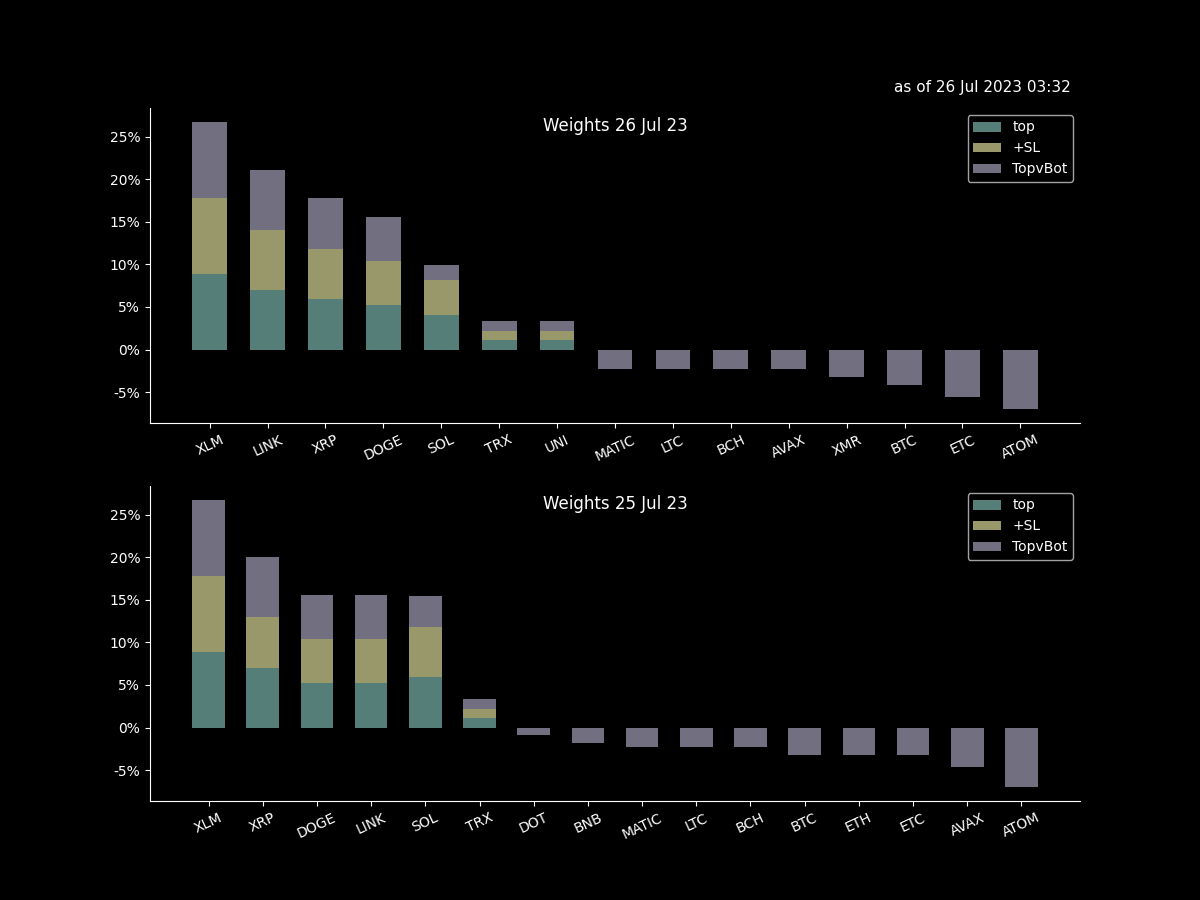 as of 26 Jul 2023 03:32
Weights 26 Jul 23
top
+SL
TopvBot
25%
20%
15%
10%
5%
0%
-5%
XLM LINK XRP DOGE SOL TRX UNI MATIC LTC BCH AVAX XMR BTC ETC ATOM
Weights 25 Jul 23
top
+SL
TopvBot
25%
20%
15%
10%
5%
0%
-5%
XLM XRP DOGE LINK SOL TRX DOT BNB MATIC LTC BCH BTC ETH ETC AVAX ATOM